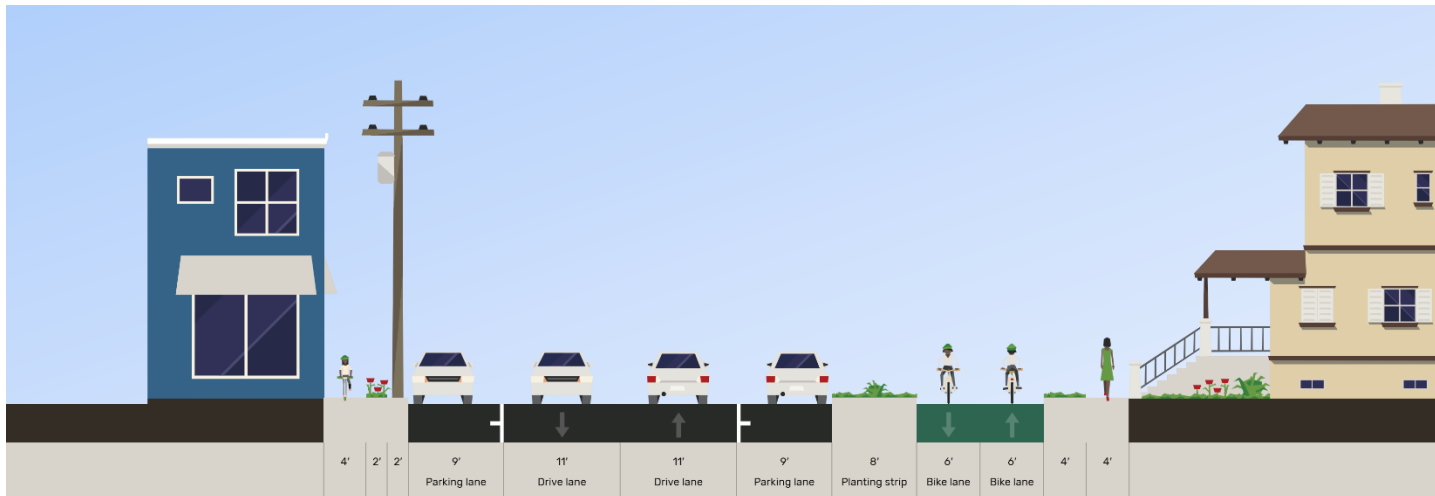 4′ 2′ 2′ 9′ 11′ 11′ 9′ 8′ 6′ 6′ 4′ 4′
Parking lane Drive lane Drive lane Parking lane Planting strip Bike lane Bike lane